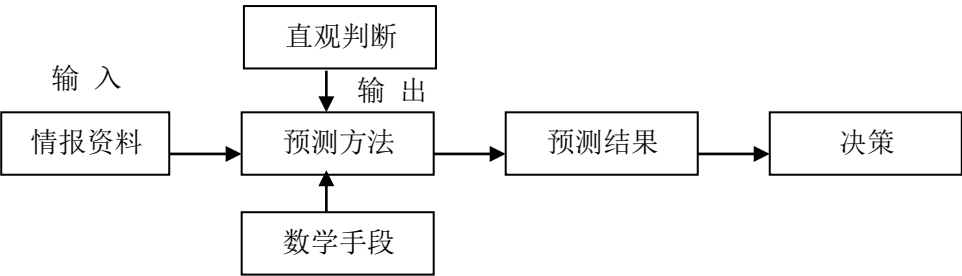 直观判断
输 入
输 出
情报资料
预测方法
预测结果
决策
数学手段